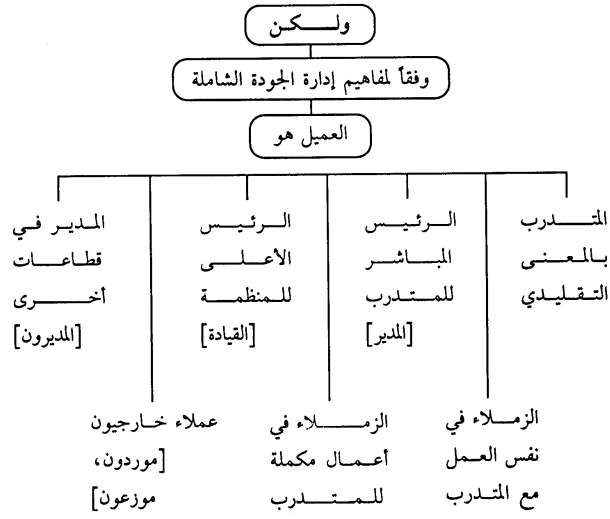 ولكن
وفقاً لمفاهيم إدارة الجودة الشاملة
العميل هو
المتدرب
بالمعنى
التقليدي
الرئيس
المباشر
للمتدرب
[المدير]
الرئيس
الأعلى
للمنظمة
[القيادة]
المدير في
قطاعات
أخرى
[المديرون]
الزملاء في
نفس العمل
مع المتدرب
الزملاء في
أعمال مكملة
للمتدرب
عملاء خارجيون
[موردون،
موزعون]